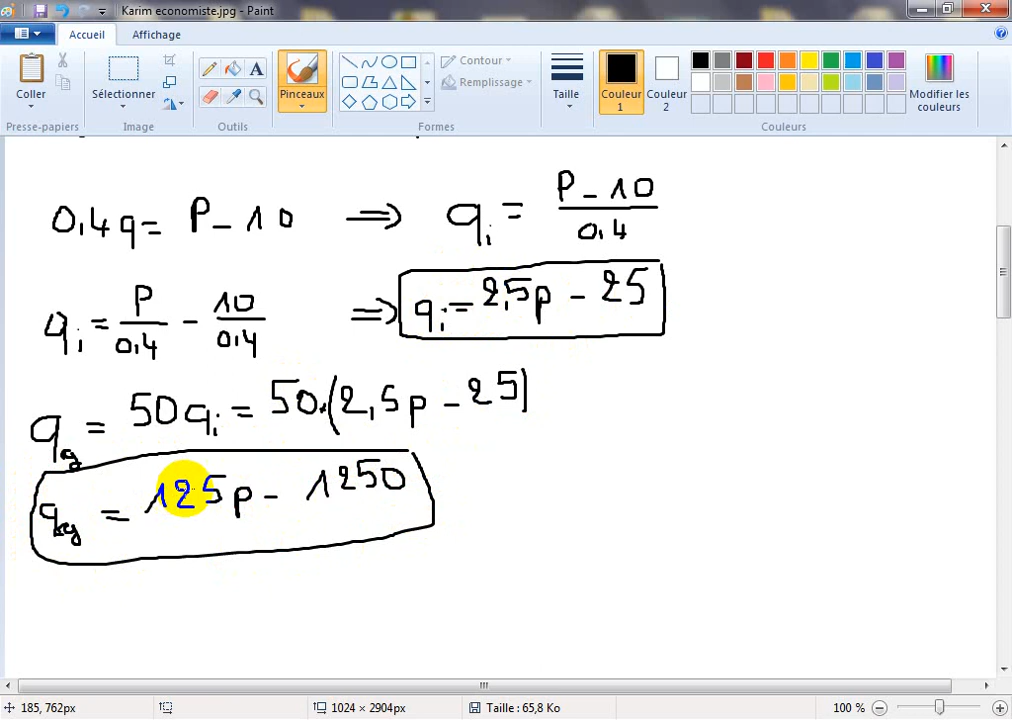 Karim economiste.jpg - Paint
Accueil Affichage
Coller
Sélectionner
A
Pinceaux
Contour
Remplissage
Taille
Couleur 1
Couleur 2
Modifier les couleurs
Presse-papiers Image Outils Formes Couleurs
0,4q = P - 10 ⟹ qi = P - 10 / 0,4
qi = P / 0,4 - 10 / 0,4 ⟹ qi = 2,5p - 25
q = 50qi = 50.(2,5p - 25)
q = 125p - 1250
185, 762px 1024 × 2904px Taille : 65,8 Ko 100 %